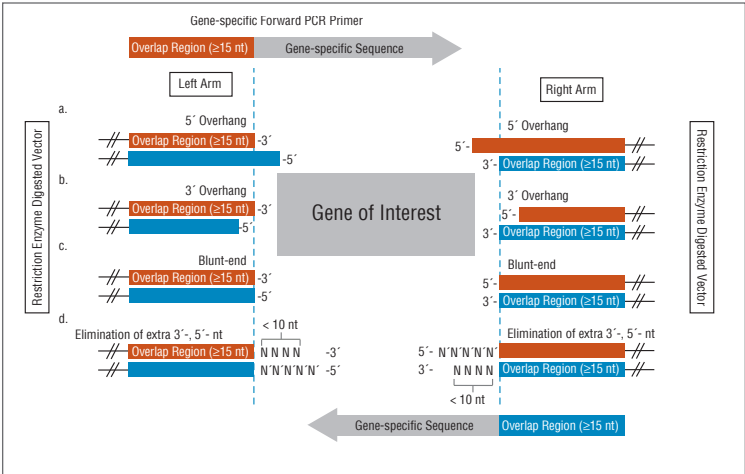 Gene-specific Forward PCR Primer
Overlap Region (≥15 nt) Gene-specific Sequence
Left Arm
Right Arm
Restriction Enzyme Digested Vector
Restriction Enzyme Digested Vector
a.
5´ Overhang
Overlap Region (≥15 nt) -3´
-5´
5´ Overhang
5´-
3´- Overlap Region (≥15 nt)
b.
3´ Overhang
Overlap Region (≥15 nt) -3´
-5´
Gene of Interest
3´ Overhang
5´-
3´- Overlap Region (≥15 nt)
c.
Blunt-end
Overlap Region (≥15 nt) -3´
-5´
Blunt-end
5´-
3´- Overlap Region (≥15 nt)
d.
Elimination of extra 3´-, 5´- nt
< 10 nt
Overlap Region (≥15 nt) N N N N -3´
N´N´N´N´N´ -5´
Elimination of extra 3´-, 5´- nt
5´- N´N´N´N´N´
3´- N N N N Overlap Region (≥15 nt)
< 10 nt
Gene-specific Sequence Overlap Region (≥15 nt)